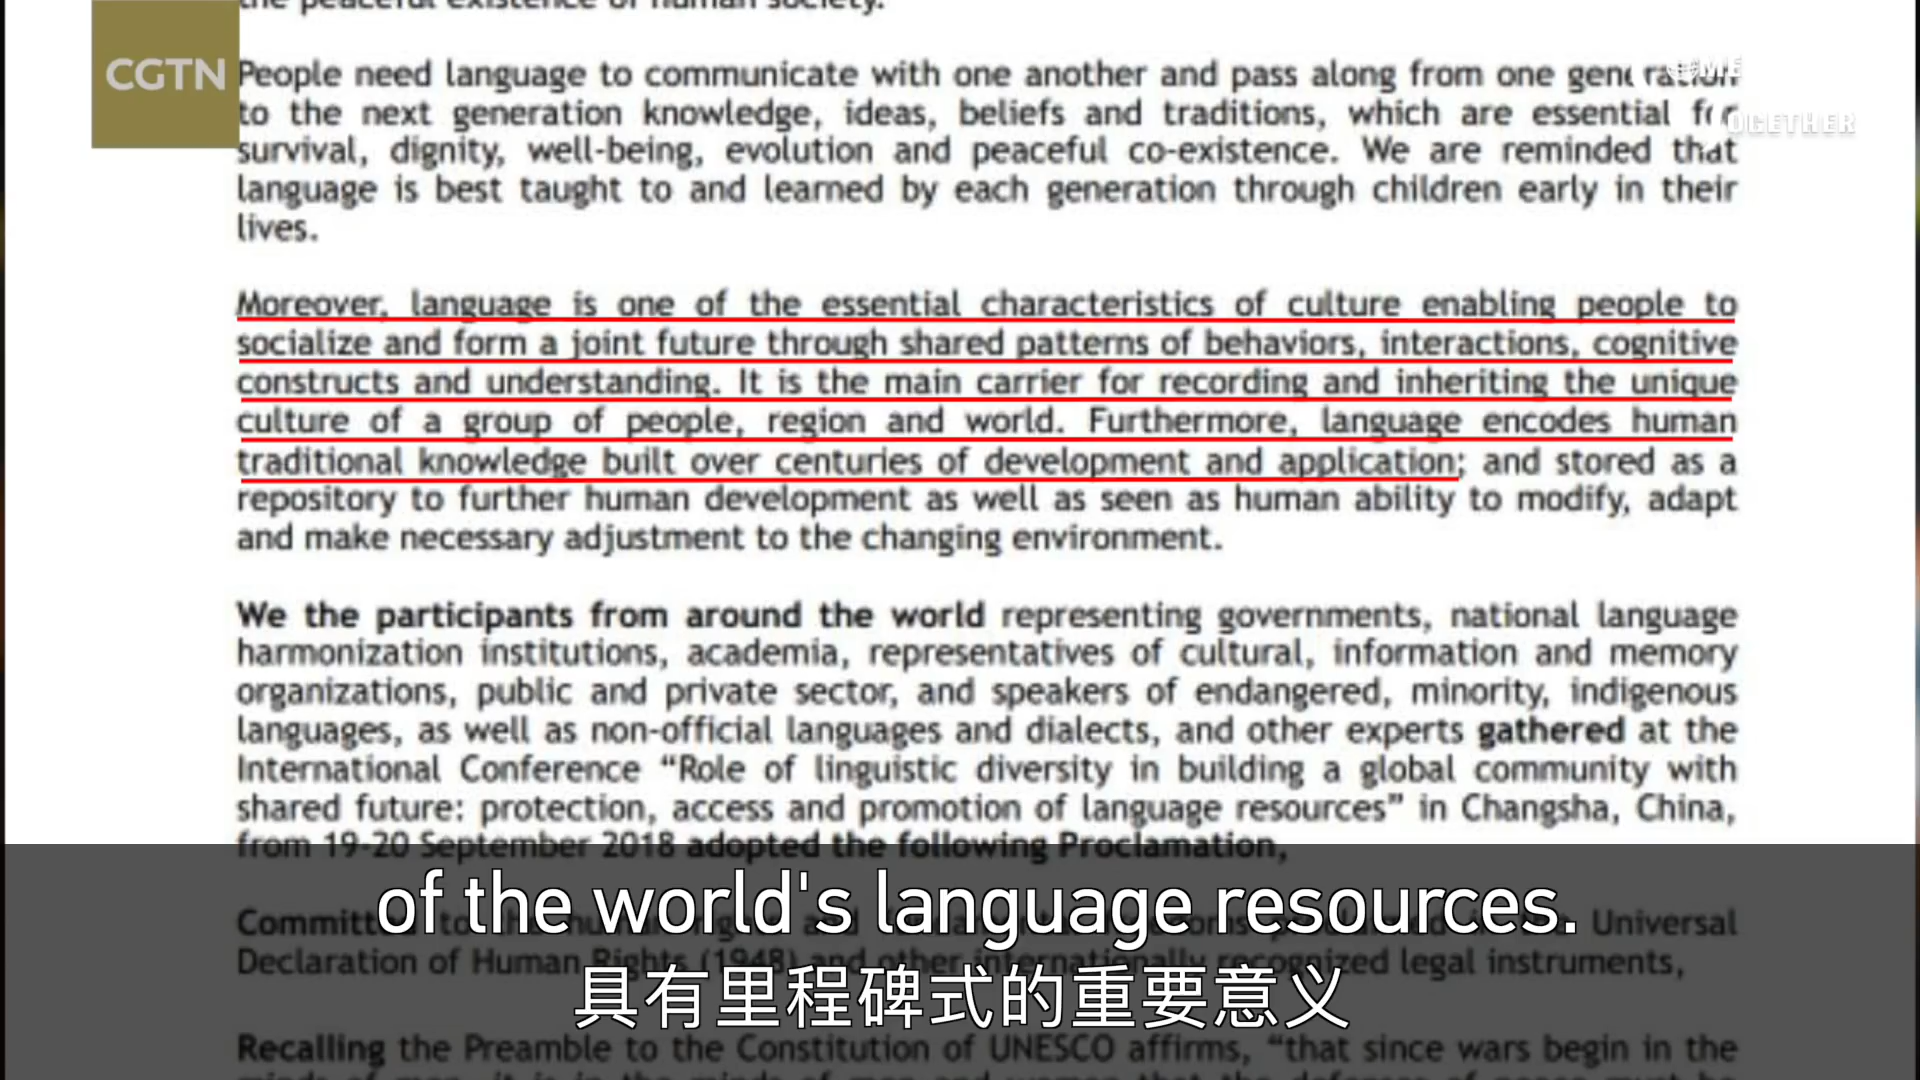 the peaceful existence of human society.
CGTN
People need language to communicate with one another and pass along from one generation
to the next generation knowledge, ideas, beliefs and traditions, which are essential for
OGETHER
survival, dignity, well-being, evolution and peaceful co-existence. We are reminded that
language is best taught to and learned by each generation through children early in their
lives.
Moreover, language is one of the essential characteristics of culture enabling people to
socialize and form a joint future through shared patterns of behaviors, interactions, cognitive
constructs and understanding. It is the main carrier for recording and inheriting the unique
culture of a group of people, region and world. Furthermore, language encodes human
traditional knowledge built over centuries of development and application; and stored as a
repository to further human development as well as seen as human ability to modify, adapt
and make necessary adjustment to the changing environment.
We the participants from around the world representing governments, national language
harmonization institutions, academia, representatives of cultural, information and memory
organizations, public and private sector, and speakers of endangered, minority, indigenous
languages, as well as non-official languages and dialects, and other experts gathered at the
International Conference “Role of linguistic diversity in building a global community with
shared future: protection, access and promotion of language resources” in Changsha, China,
from 19-20 September 2018 adopted the following Proclamation,
of the world's language resources.
Universal
Declaration of Human Rights (1948) and other internationally recognized legal instruments,
具有里程碑式的重要意义
Recalling the Preamble to the Constitution of UNESCO affirms, “that since wars begin in the